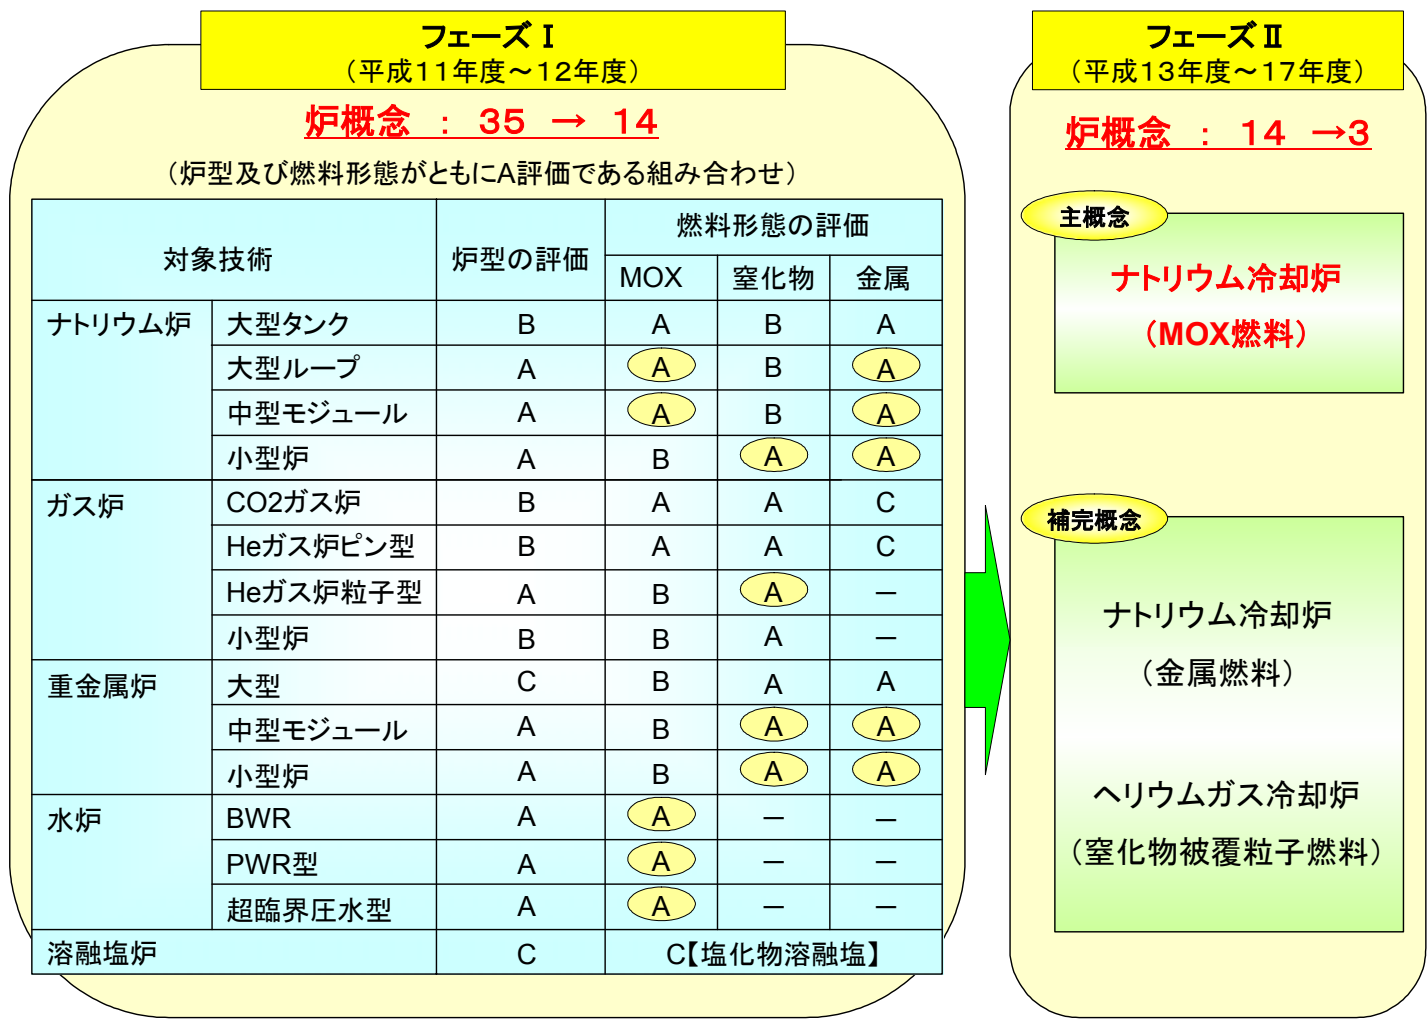 フェーズⅠ
（平成11年度～12年度）
炉概念 ： 35 → 14
（炉型及び燃料形態がともにA評価である組み合わせ）
対象技術 炉型の評価 燃料形態の評価
MOX 窒化物 金属
ナトリウム炉 大型タンク B A B A
大型ループ A A B A
中型モジュール A A B A
小型炉 A B A A
ガス炉 CO2ガス炉 B A A C
Heガス炉ピン型 B A A C
Heガス炉粒子型 A B A －
小型炉 B B A －
重金属炉 大型 C B A A
中型モジュール A B A A
小型炉 A B A A
水炉 BWR A A － －
PWR型 A A － －
超臨界圧水型 A A － －
溶融塩炉 C C【塩化物溶融塩】
フェーズⅡ
（平成13年度～17年度）
炉概念 ： 14 →3
主概念
ナトリウム冷却炉
（MOX燃料）
補完概念
ナトリウム冷却炉
（金属燃料）
ヘリウムガス冷却炉
（窒化物被覆粒子燃料）